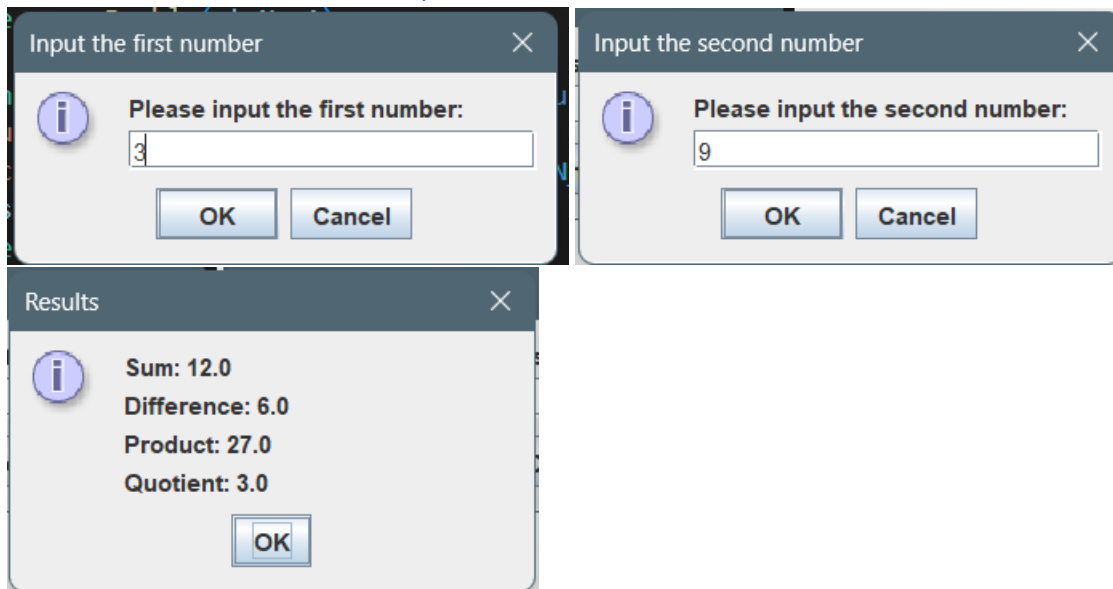 Input the first number
Please input the first number:
3
OK
Cancel
Input the second number
Please input the second number:
9
OK
Cancel
Results
Sum: 12.0
Difference: 6.0
Product: 27.0
Quotient: 3.0
OK